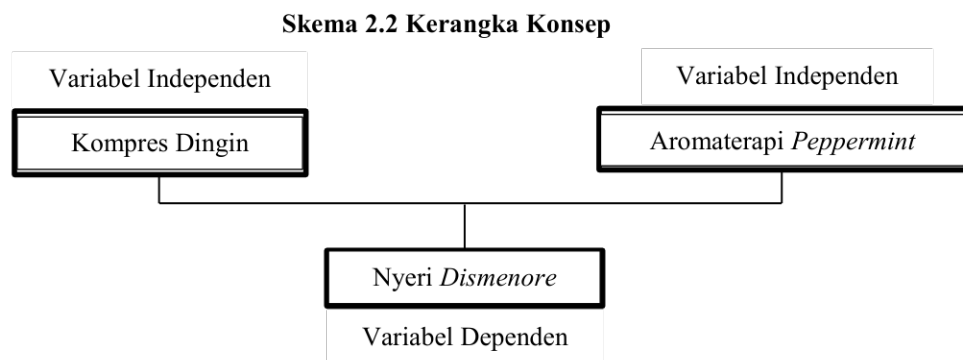 Skema 2.2 Kerangka Konsep
Variabel Independen
Variabel Independen
Kompres Dingin
Aromaterapi Peppermint
Nyeri Dismenore
Variabel Dependen